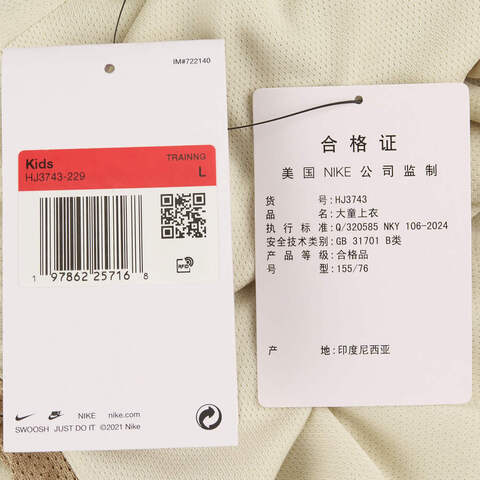 IM#722140
Kids
TRAINNG
HJ3743-229
L
1 97862 25716 8
RFID
NIKE
nike.com
SWOOSH JUST DO IT ©2021 Nike
合格证
美国 NIKE 公司监制
货号:HJ3743
品名:大童上衣
执行标准:Q/320585 NKY 106-2024
安全技术类别:GB 31701 B类
产品等级:合格品
号型:155/76
产地:印度尼西亚